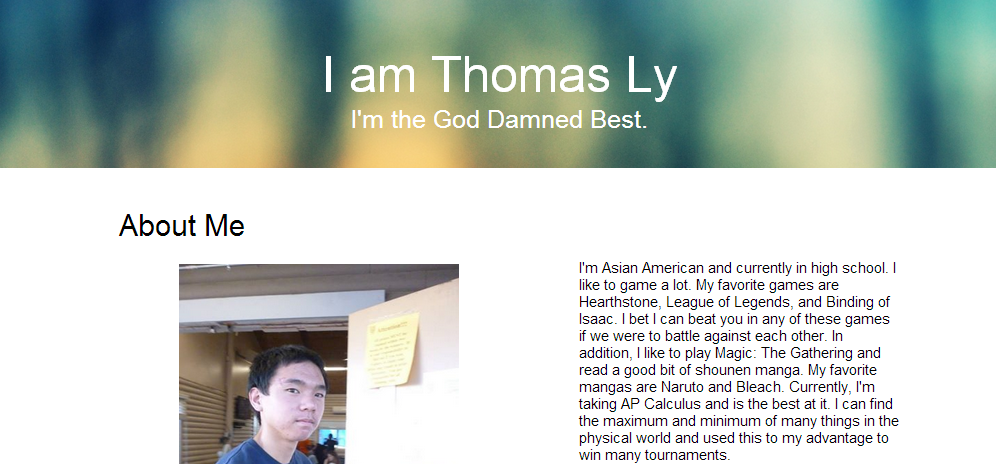 I am Thomas Ly
I'm the God Damned Best.
About Me
I'm Asian American and currently in high school. I
like to game a lot. My favorite games are
Hearthstone, League of Legends, and Binding of
Isaac. I bet I can beat you in any of these games
if we were to battle against each other. In
addition, I like to play Magic: The Gathering and
read a good bit of shounen manga. My favorite
mangas are Naruto and Bleach. Currently, I'm
taking AP Calculus and is the best at it. I can find
the maximum and minimum of many things in the
physical world and used this to my advantage to
win many tournaments.